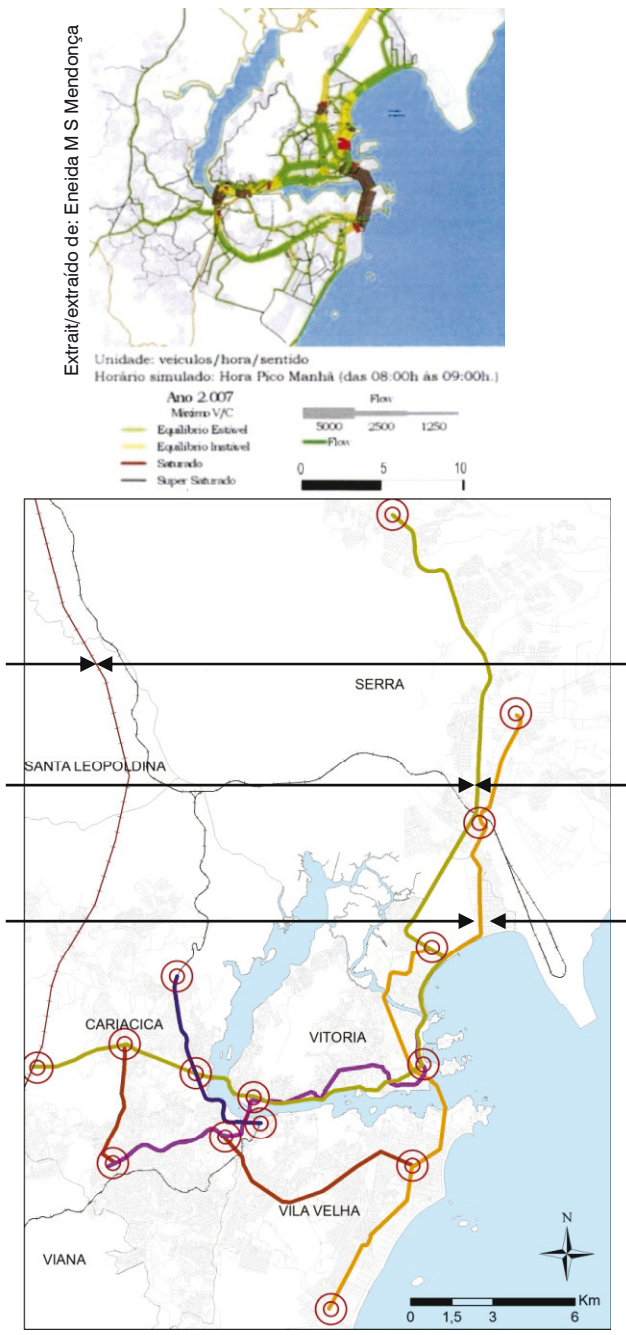 Extrait/extraído de: Eneida M S Mendonça
Unidade: veículos/hora/sentido
Horário simulado: Hora Pico Manhã (das 08:00h às 09:00h.)
Ano 2.007
Mínimo V/C
Equilíbrio Estável
Equilíbrio Instável
Saturado
Super Saturado
Flow
5000 2500 1250
Flow
0 5 10
SERRA
SANTA LEOPOLDINA
CARIACICA
VITORIA
VILA VELHA
VIANA
N
Km
0 1,5 3 6